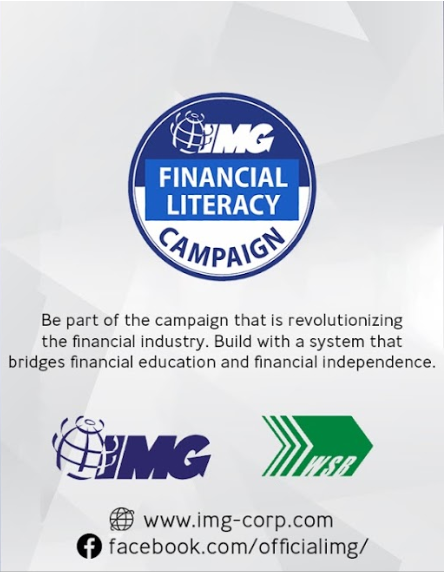 IMG
FINANCIAL
LITERACY
CAMPAIGN
Be part of the campaign that is revolutionizing
the financial industry. Build with a system that
bridges financial education and financial independence.
IMG
WSB
www.img-corp.com
facebook.com/officialimg/